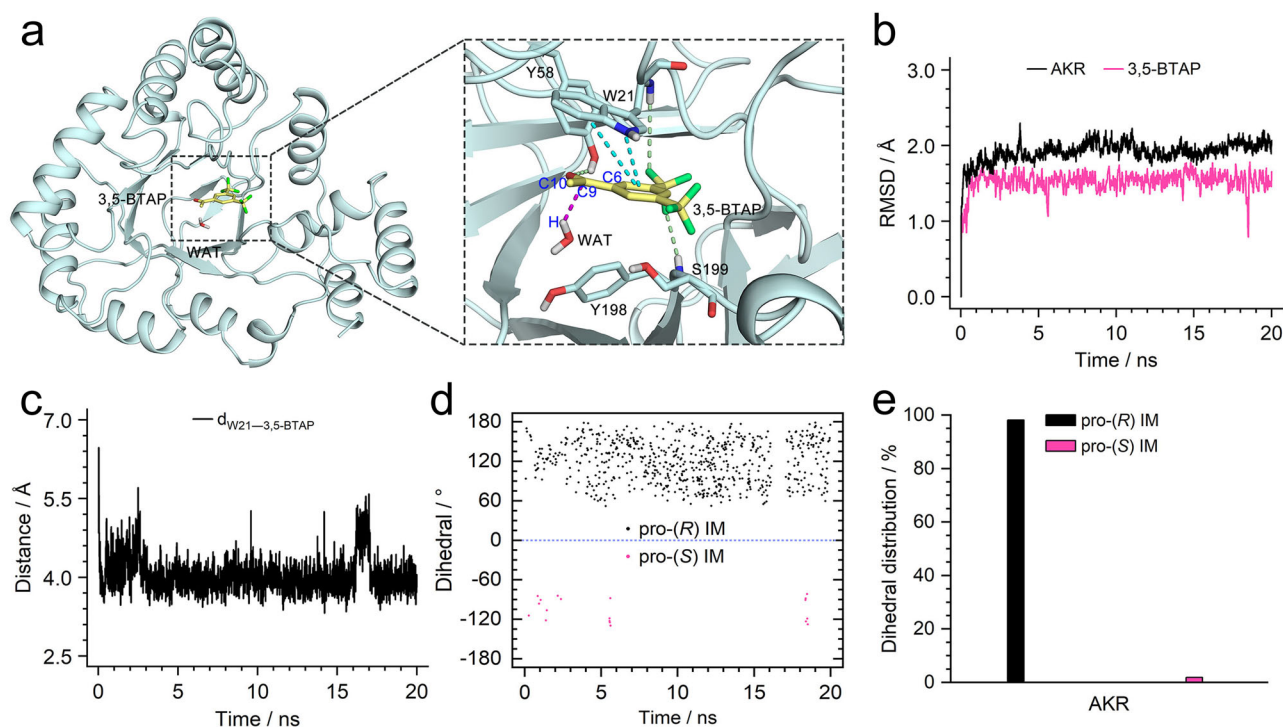 a
3,5-BTAP
WAT
Y58
W21
C10
C9
C6
3,5-BTAP
H
WAT
S199
Y198
b
AKR
3,5-BTAP
3.0
2.0
1.0
0.0
RMSD / Å
0 5 10 15 20
Time / ns
c
d_W21—3,5-BTAP
7.0
5.5
4.0
2.5
Distance / Å
0 5 10 15 20
Time / ns
d
180
120
60
0
-60
-120
-180
Dihedral / °
pro-(R) IM
pro-(S) IM
0 5 10 15 20
Time / ns
e
100
80
60
40
20
0
Dihedral distribution / %
pro-(R) IM
pro-(S) IM
AKR